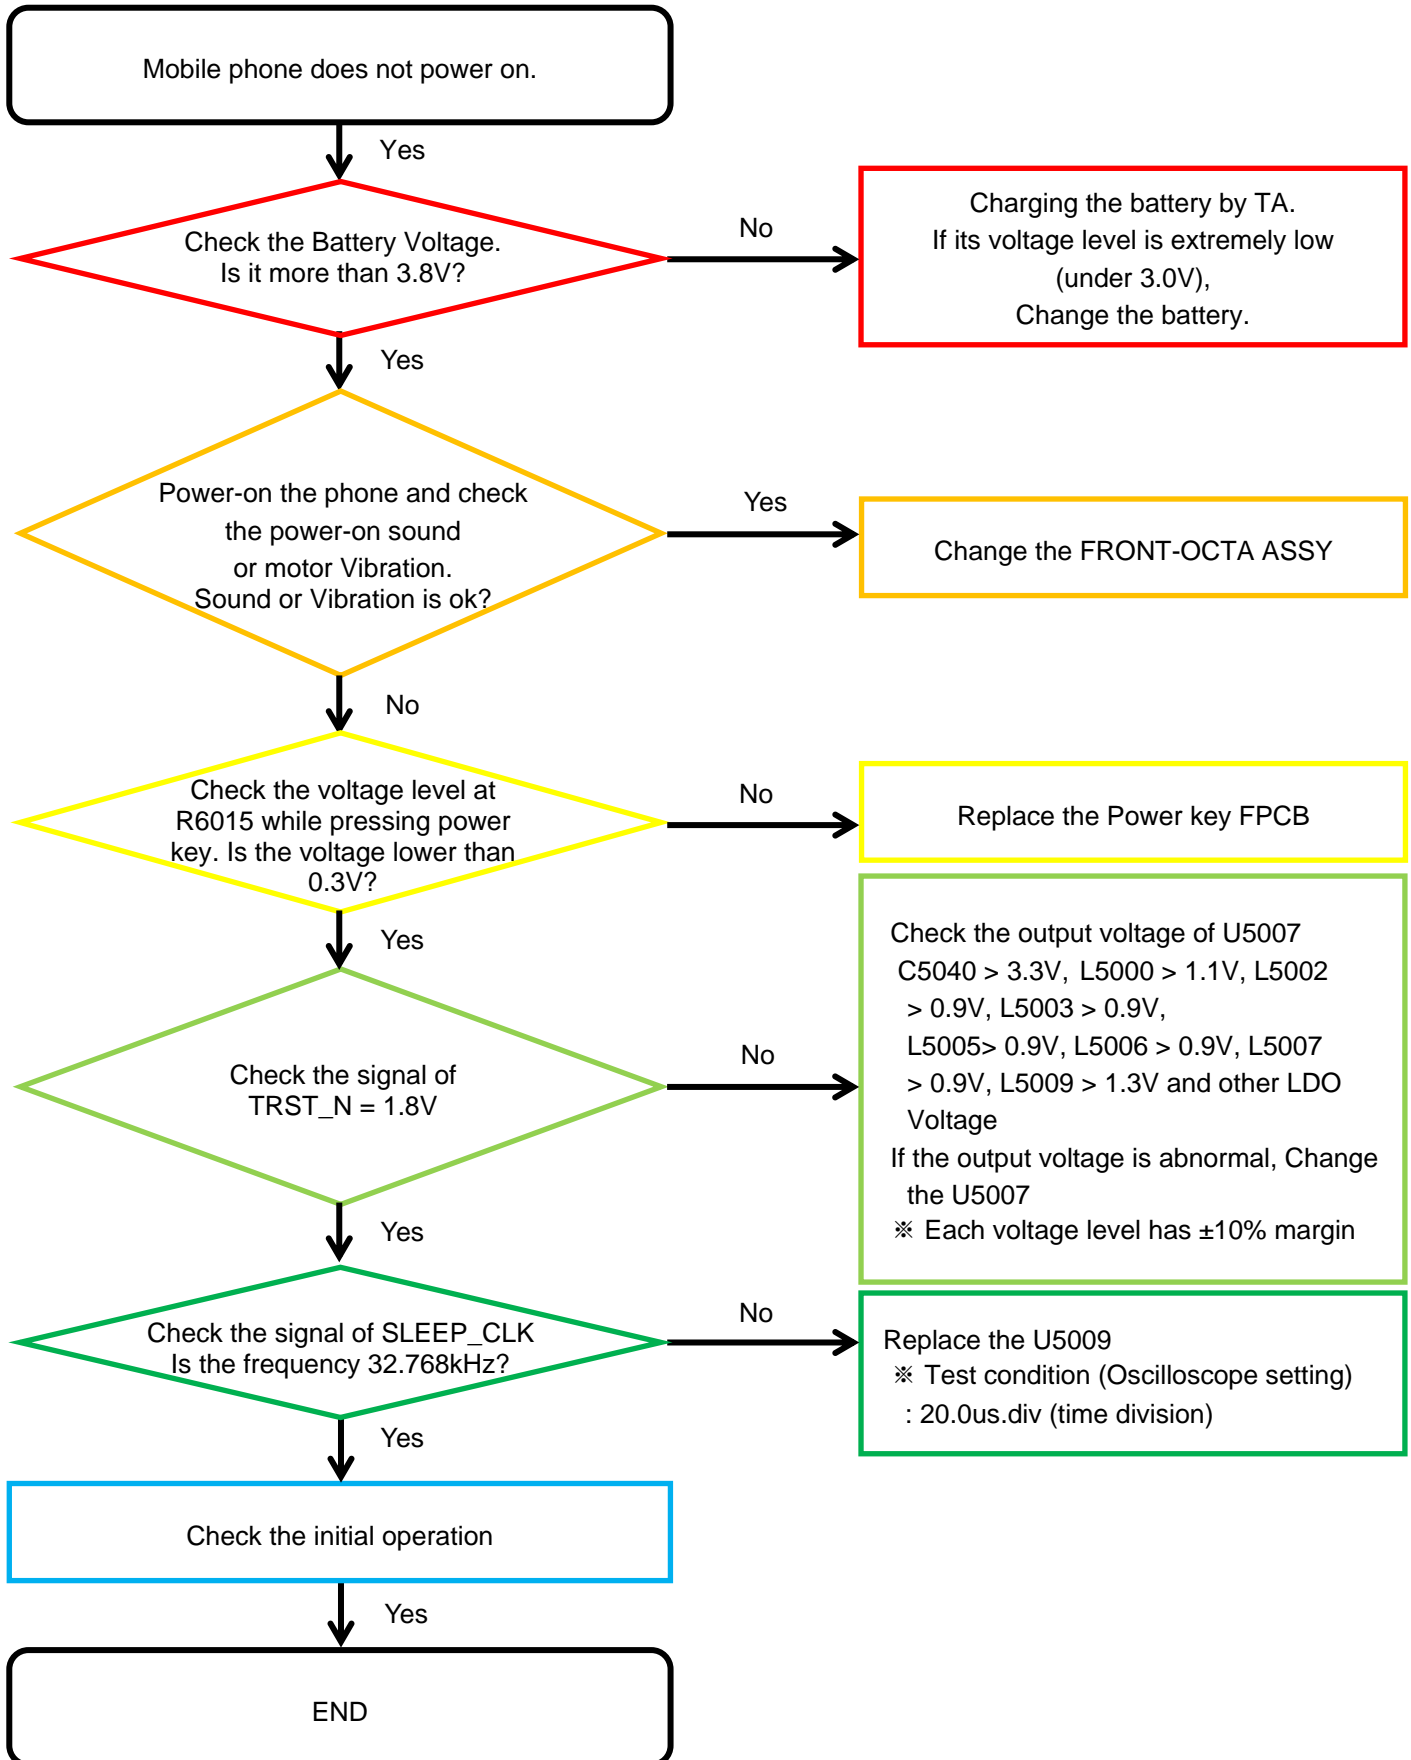 Mobile phone does not power on.
Yes
Check the Battery Voltage.
Is it more than 3.8V?
No
Charging the battery by TA.
If its voltage level is extremely low
(under 3.0V),
Change the battery.
Yes
Power-on the phone and check
the power-on sound
or motor Vibration.
Sound or Vibration is ok?
Yes
Change the FRONT-OCTA ASSY
No
Check the voltage level at
R6015 while pressing power
key. Is the voltage lower than
0.3V?
No
Replace the Power key FPCB
Yes
Check the signal of
TRST_N = 1.8V
No
Check the output voltage of U5007
C5040 > 3.3V, L5000 > 1.1V, L5002
> 0.9V, L5003 > 0.9V,
L5005> 0.9V, L5006 > 0.9V, L5007
> 0.9V, L5009 > 1.3V and other LDO
Voltage
If the output voltage is abnormal, Change
the U5007
※ Each voltage level has ±10% margin
Yes
Check the signal of SLEEP_CLK
Is the frequency 32.768kHz?
No
Replace the U5009
※ Test condition (Oscilloscope setting)
: 20.0us.div (time division)
Yes
Check the initial operation
Yes
END